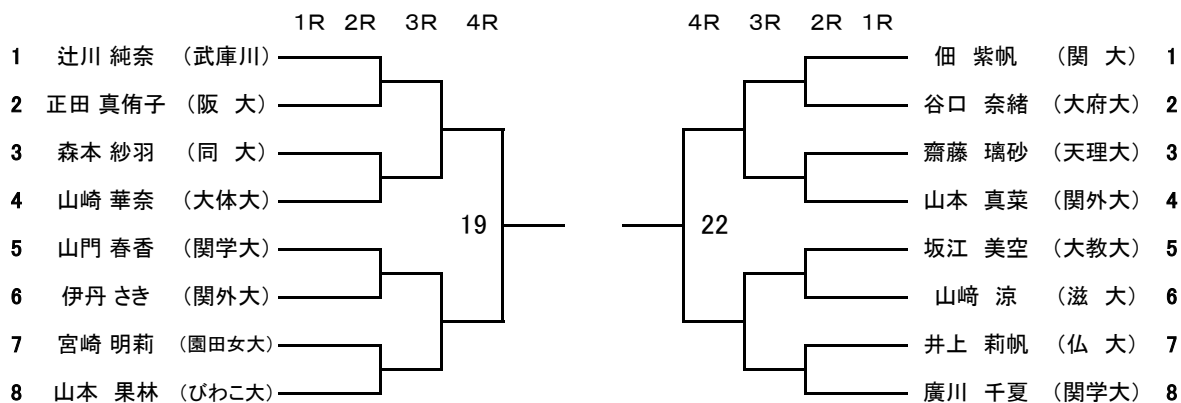 1R 2R 3R 4R 4R 3R 2R 1R
1 辻川 純奈 （武庫川） 佃 紫帆 （関 大） 1
2 正田 真侑子 （阪 大） 谷口 奈緒 （大府大） 2
3 森本 紗羽 （同 大） 齋藤 璃砂 （天理大） 3
4 山崎 華奈 （大体大） 山本 真菜 （関外大） 4
19 22
5 山門 春香 （関学大） 坂江 美空 （大教大） 5
6 伊丹 さき （関外大） 山﨑 涼 （滋 大） 6
7 宮崎 明莉 （園田女大） 井上 莉帆 （仏 大） 7
8 山本 果林 （びわこ大） 廣川 千夏 （関学大） 8